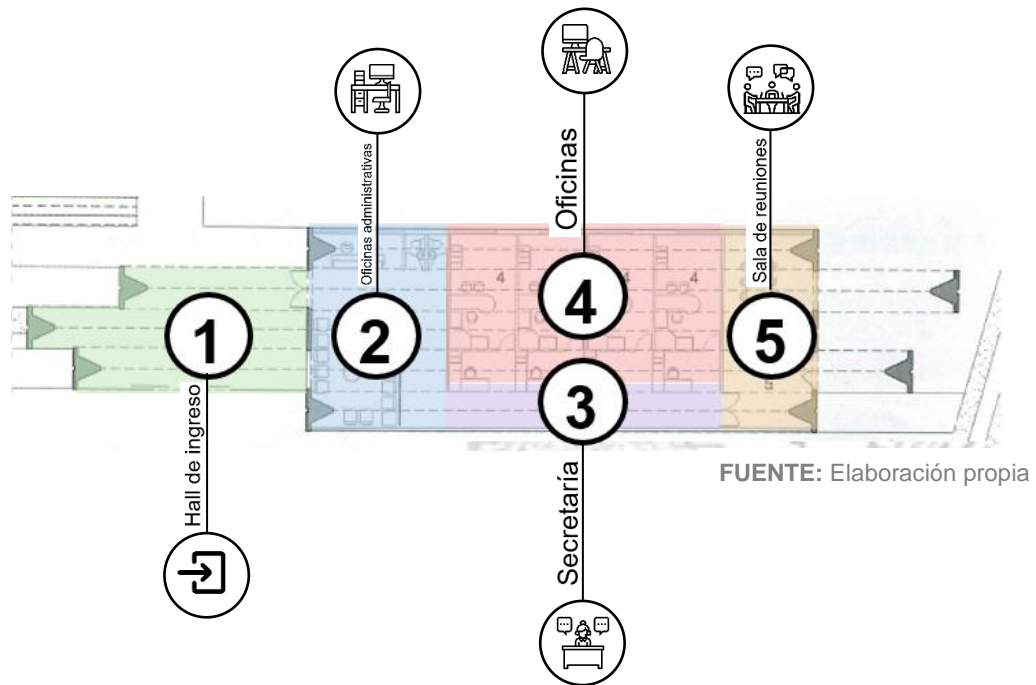 Oficinas administrativas
Oficinas
Sala de reuniones
4
4
4
4
1
2
4
5
3
Hall de ingreso
Secretaría
FUENTE: Elaboración propia